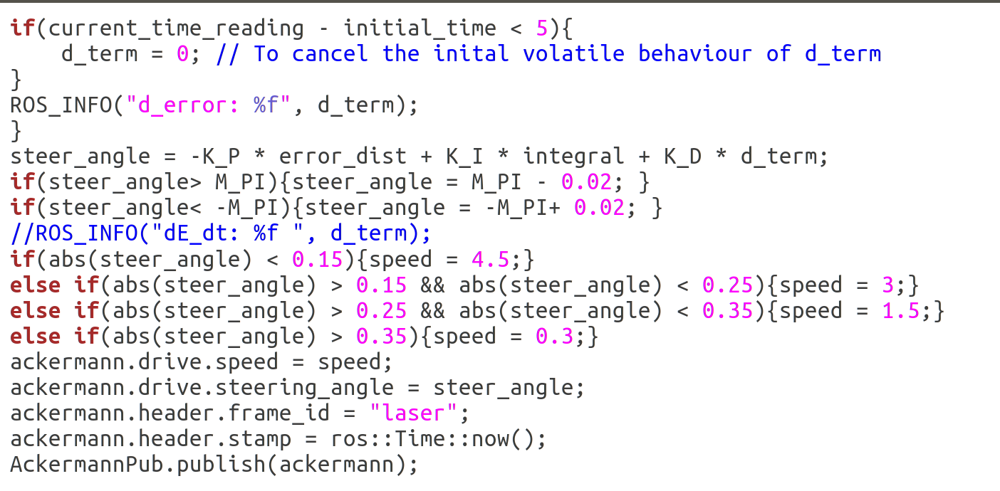 if(current_time_reading - initial_time < 5){
    d_term = 0; // To cancel the inital volatile behaviour of d_term
}
ROS_INFO("d_error: %f", d_term);
}
steer_angle = -K_P * error_dist + K_I * integral + K_D * d_term;
if(steer_angle> M_PI){steer_angle = M_PI - 0.02; }
if(steer_angle< -M_PI){steer_angle = -M_PI+ 0.02; }
//ROS_INFO("dE_dt: %f ", d_term);
if(abs(steer_angle) < 0.15){speed = 4.5;}
else if(abs(steer_angle) > 0.15 && abs(steer_angle) < 0.25){speed = 3;}
else if(abs(steer_angle) > 0.25 && abs(steer_angle) < 0.35){speed = 1.5;}
else if(abs(steer_angle) > 0.35){speed = 0.3;}
ackermann.drive.speed = speed;
ackermann.drive.steering_angle = steer_angle;
ackermann.header.frame_id = "laser";
ackermann.header.stamp = ros::Time::now();
AckermannPub.publish(ackermann);